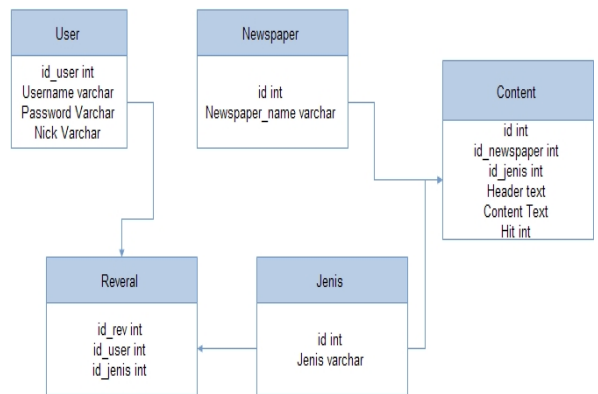 User
id_user int
Username varchar
Password Varchar
Nick Varchar
Newspaper
id int
Newspaper_name varchar
Content
id int
id_newspaper int
id_jenis int
Header text
Content Text
Hit int
Reveral
id_rev int
id_user int
id_jenis int
Jenis
id int
Jenis varchar